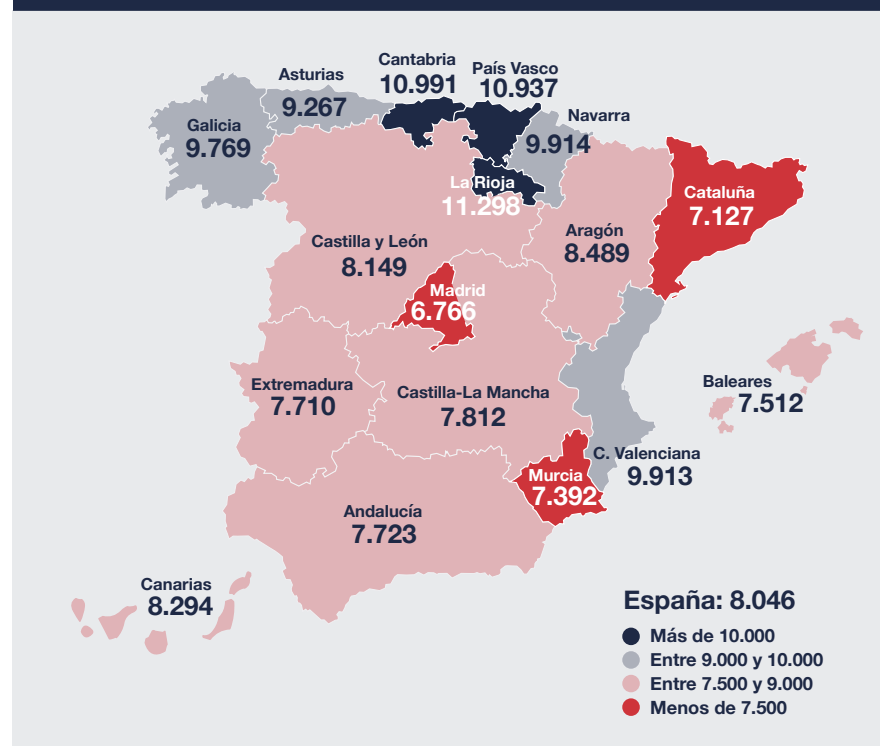 Cantabria
10.991
País Vasco
10.937
Asturias
9.267
Navarra
9.914
Galicia
9.769
La Rioja
11.298
Cataluña
7.127
Aragón
8.489
Castilla y León
8.149
Madrid
6.766
Extremadura
7.710
Castilla-La Mancha
7.812
Baleares
7.512
C. Valenciana
9.913
Murcia
7.392
Andalucía
7.723
Canarias
8.294
España: 8.046
Más de 10.000
Entre 9.000 y 10.000
Entre 7.500 y 9.000
Menos de 7.500